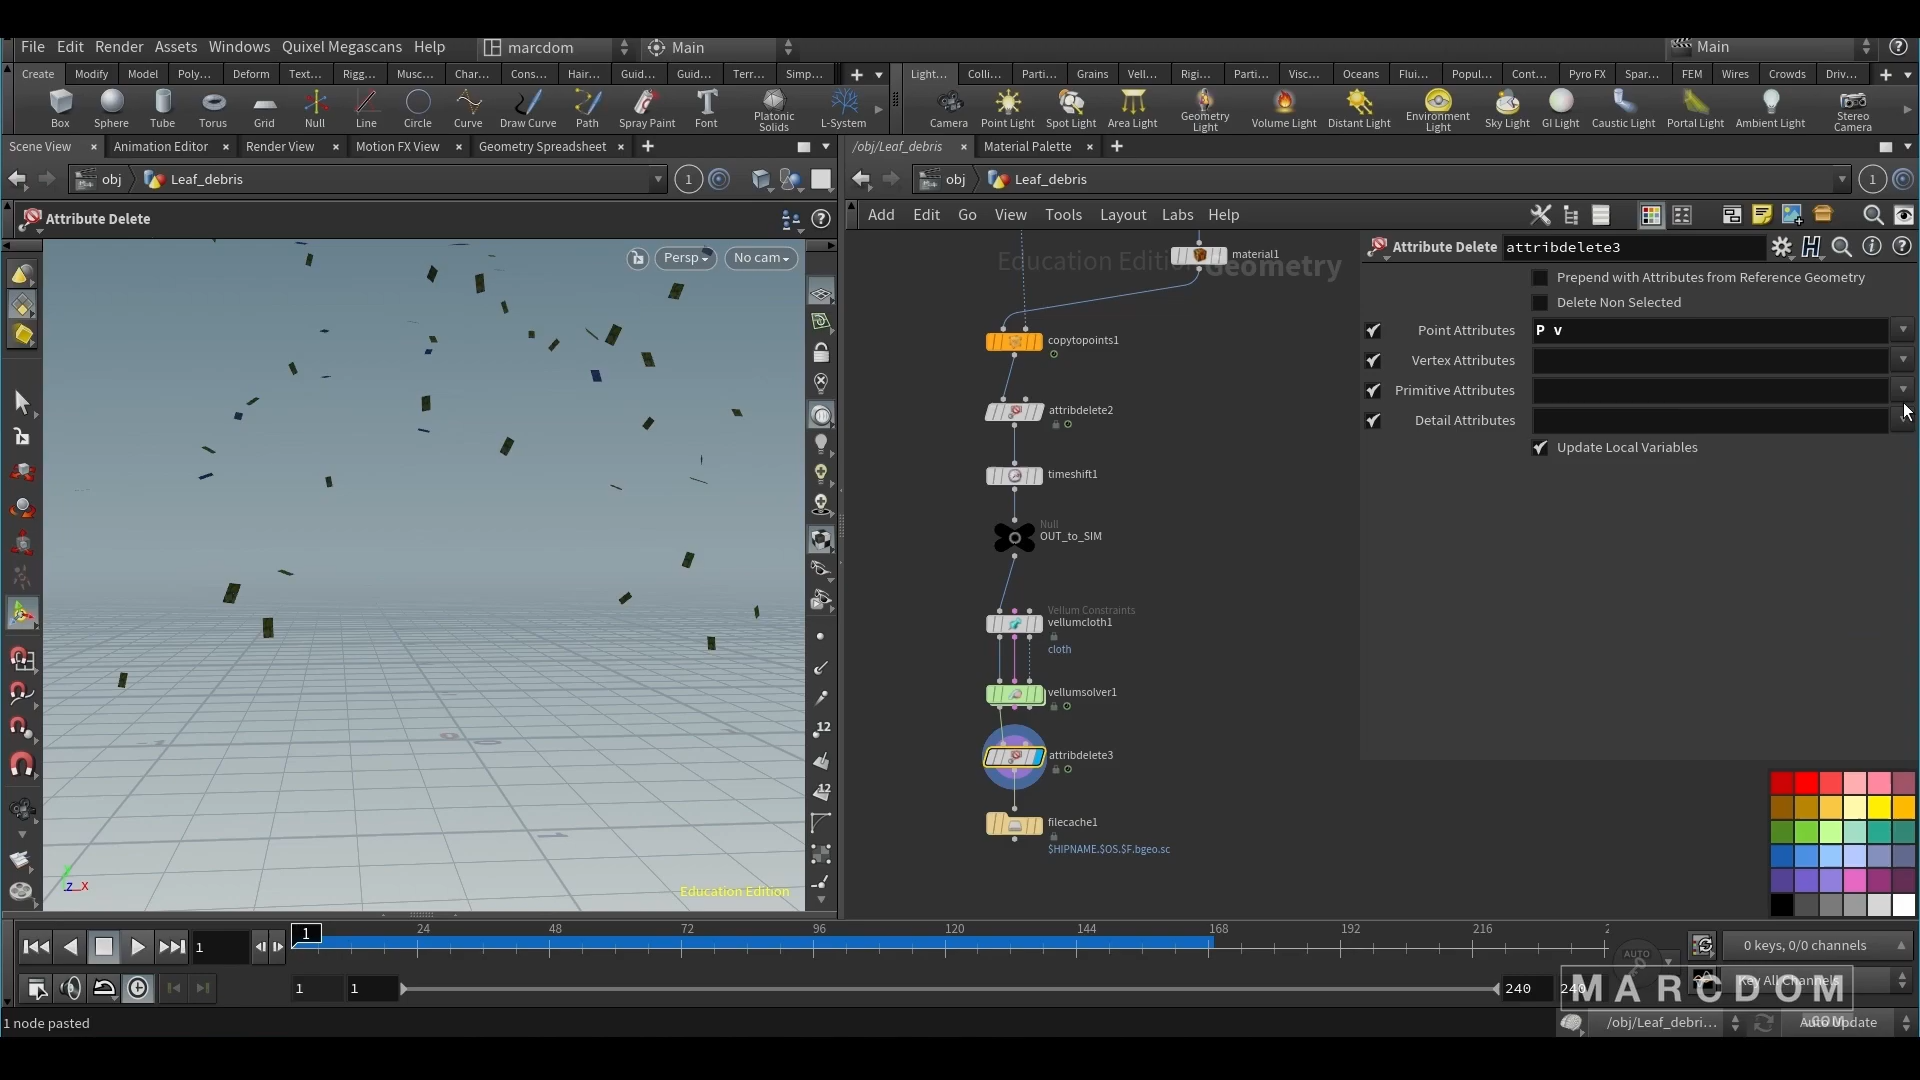 File Edit Render Assets Windows Quixel Megascans Help marcdom Main Main
Create Modify Model Poly... Deform Text... Rigg... Musc... Char... Cons... Hair... Guid... Guid... Terr... Simp... Light... Colli... Parti... Grains Vell... Rigi... Parti... Visc... Oceans Flui... Popul... Cont... Pyro FX Spar... FEM Wires Crowds Driv...
Box Sphere Tube Torus Grid Null Line Circle Curve Draw Curve Path Spray Paint Font Platonic Solids L-System Camera Point Light Spot Light Area Light Geometry Light Volume Light Distant Light Environment Light Sky Light GI Light Caustic Light Portal Light Ambient Light Stereo Camera
Scene View Animation Editor Render View Motion FX View Geometry Spreadsheet /obj/Leaf_debris Material Palette
obj Leaf_debris 1 obj Leaf_debris 1
Attribute Delete
Add Edit Go View Tools Layout Labs Help
Persp No cam
Education Edition
Geometry
material1
copytopoints1
attribdelete2
timeshift1
Null
OUT_to_SIM
Vellum Constraints
vellumcloth1
cloth
vellumsolver1
attribdelete3
filecache1
$HIPNAME.$OS.$F.bgeo.sc
Attribute Delete attribdelete3
Prepend with Attributes from Reference Geometry
Delete Non Selected
Point Attributes P v
Vertex Attributes
Primitive Attributes
Detail Attributes
Update Local Variables
12
12
Z X
Education Edition
1 1 24 48 72 96 120 144 168 192 216 2
AUTO
0 keys, 0/0 channels
1 1 240 240 Key All Channels
MARCDOM
.COM
1 node pasted
/obj/Leaf_debri... Auto Update